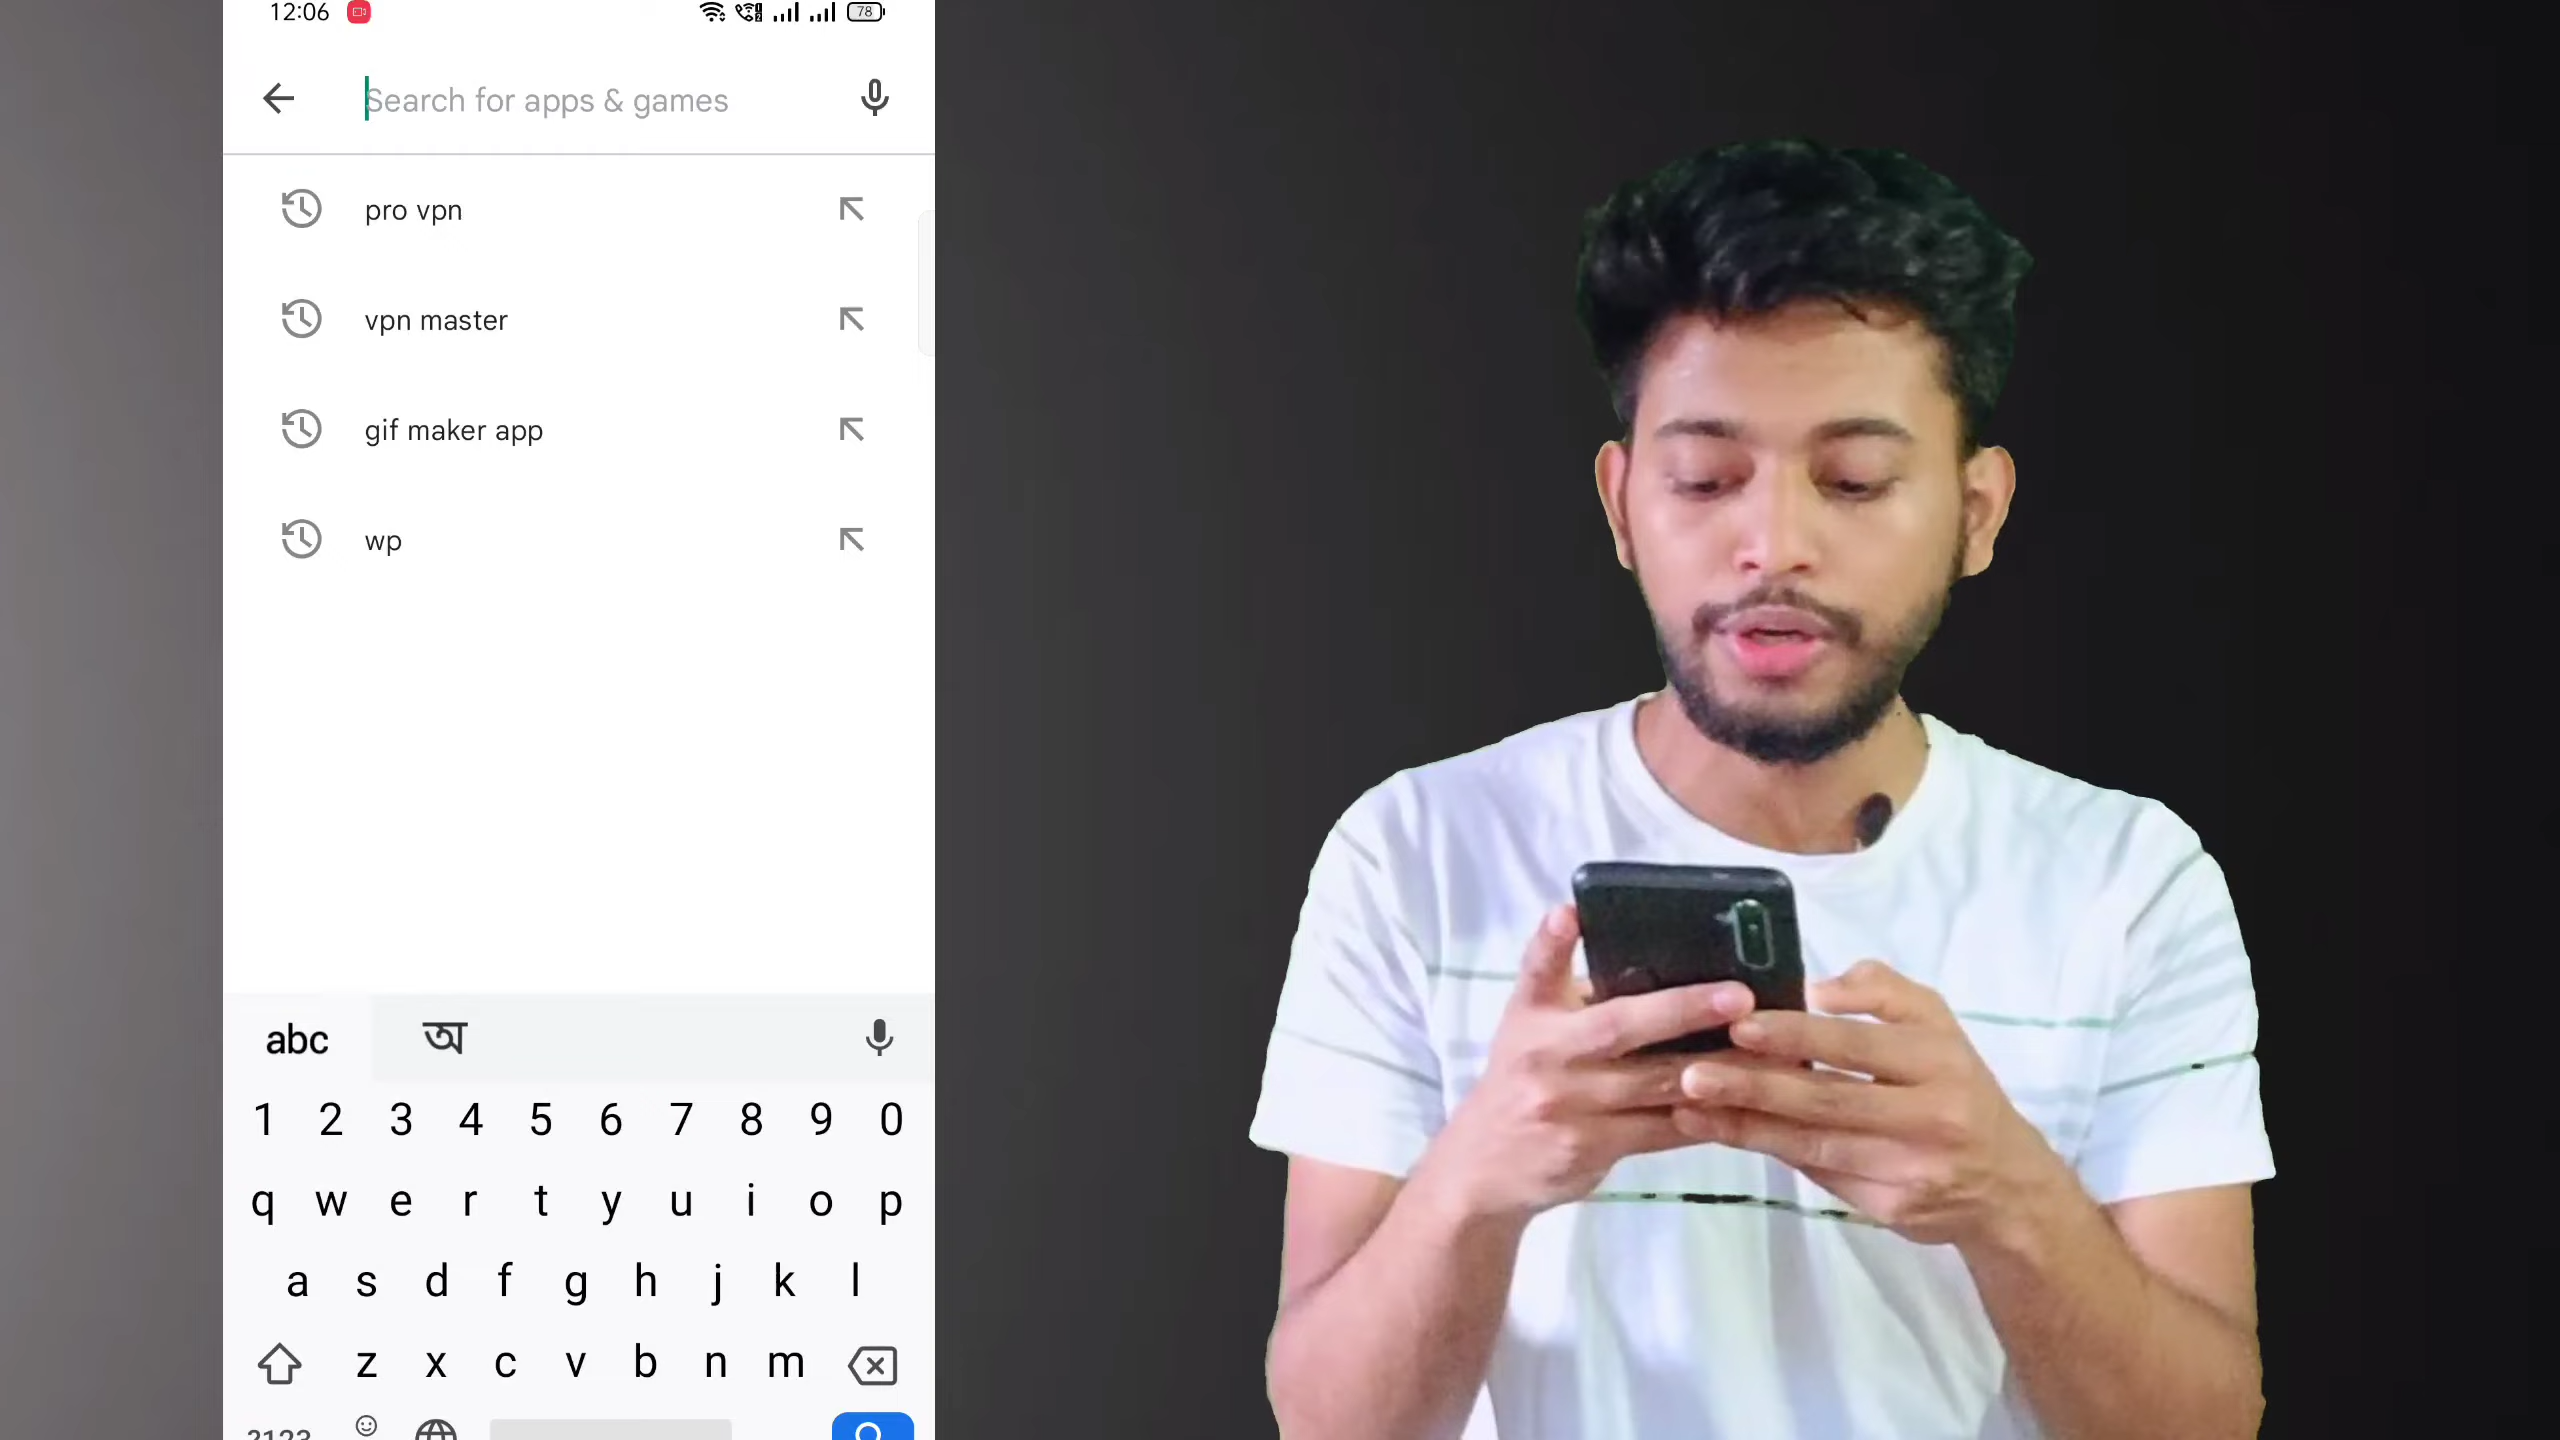 12:06
78
Search for apps & games
pro vpn
vpn master
gif maker app
wp
abc অ
1 2 3 4 5 6 7 8 9 0
q w e r t y u i o p
a s d f g h j k l
z x c v b n m
?123